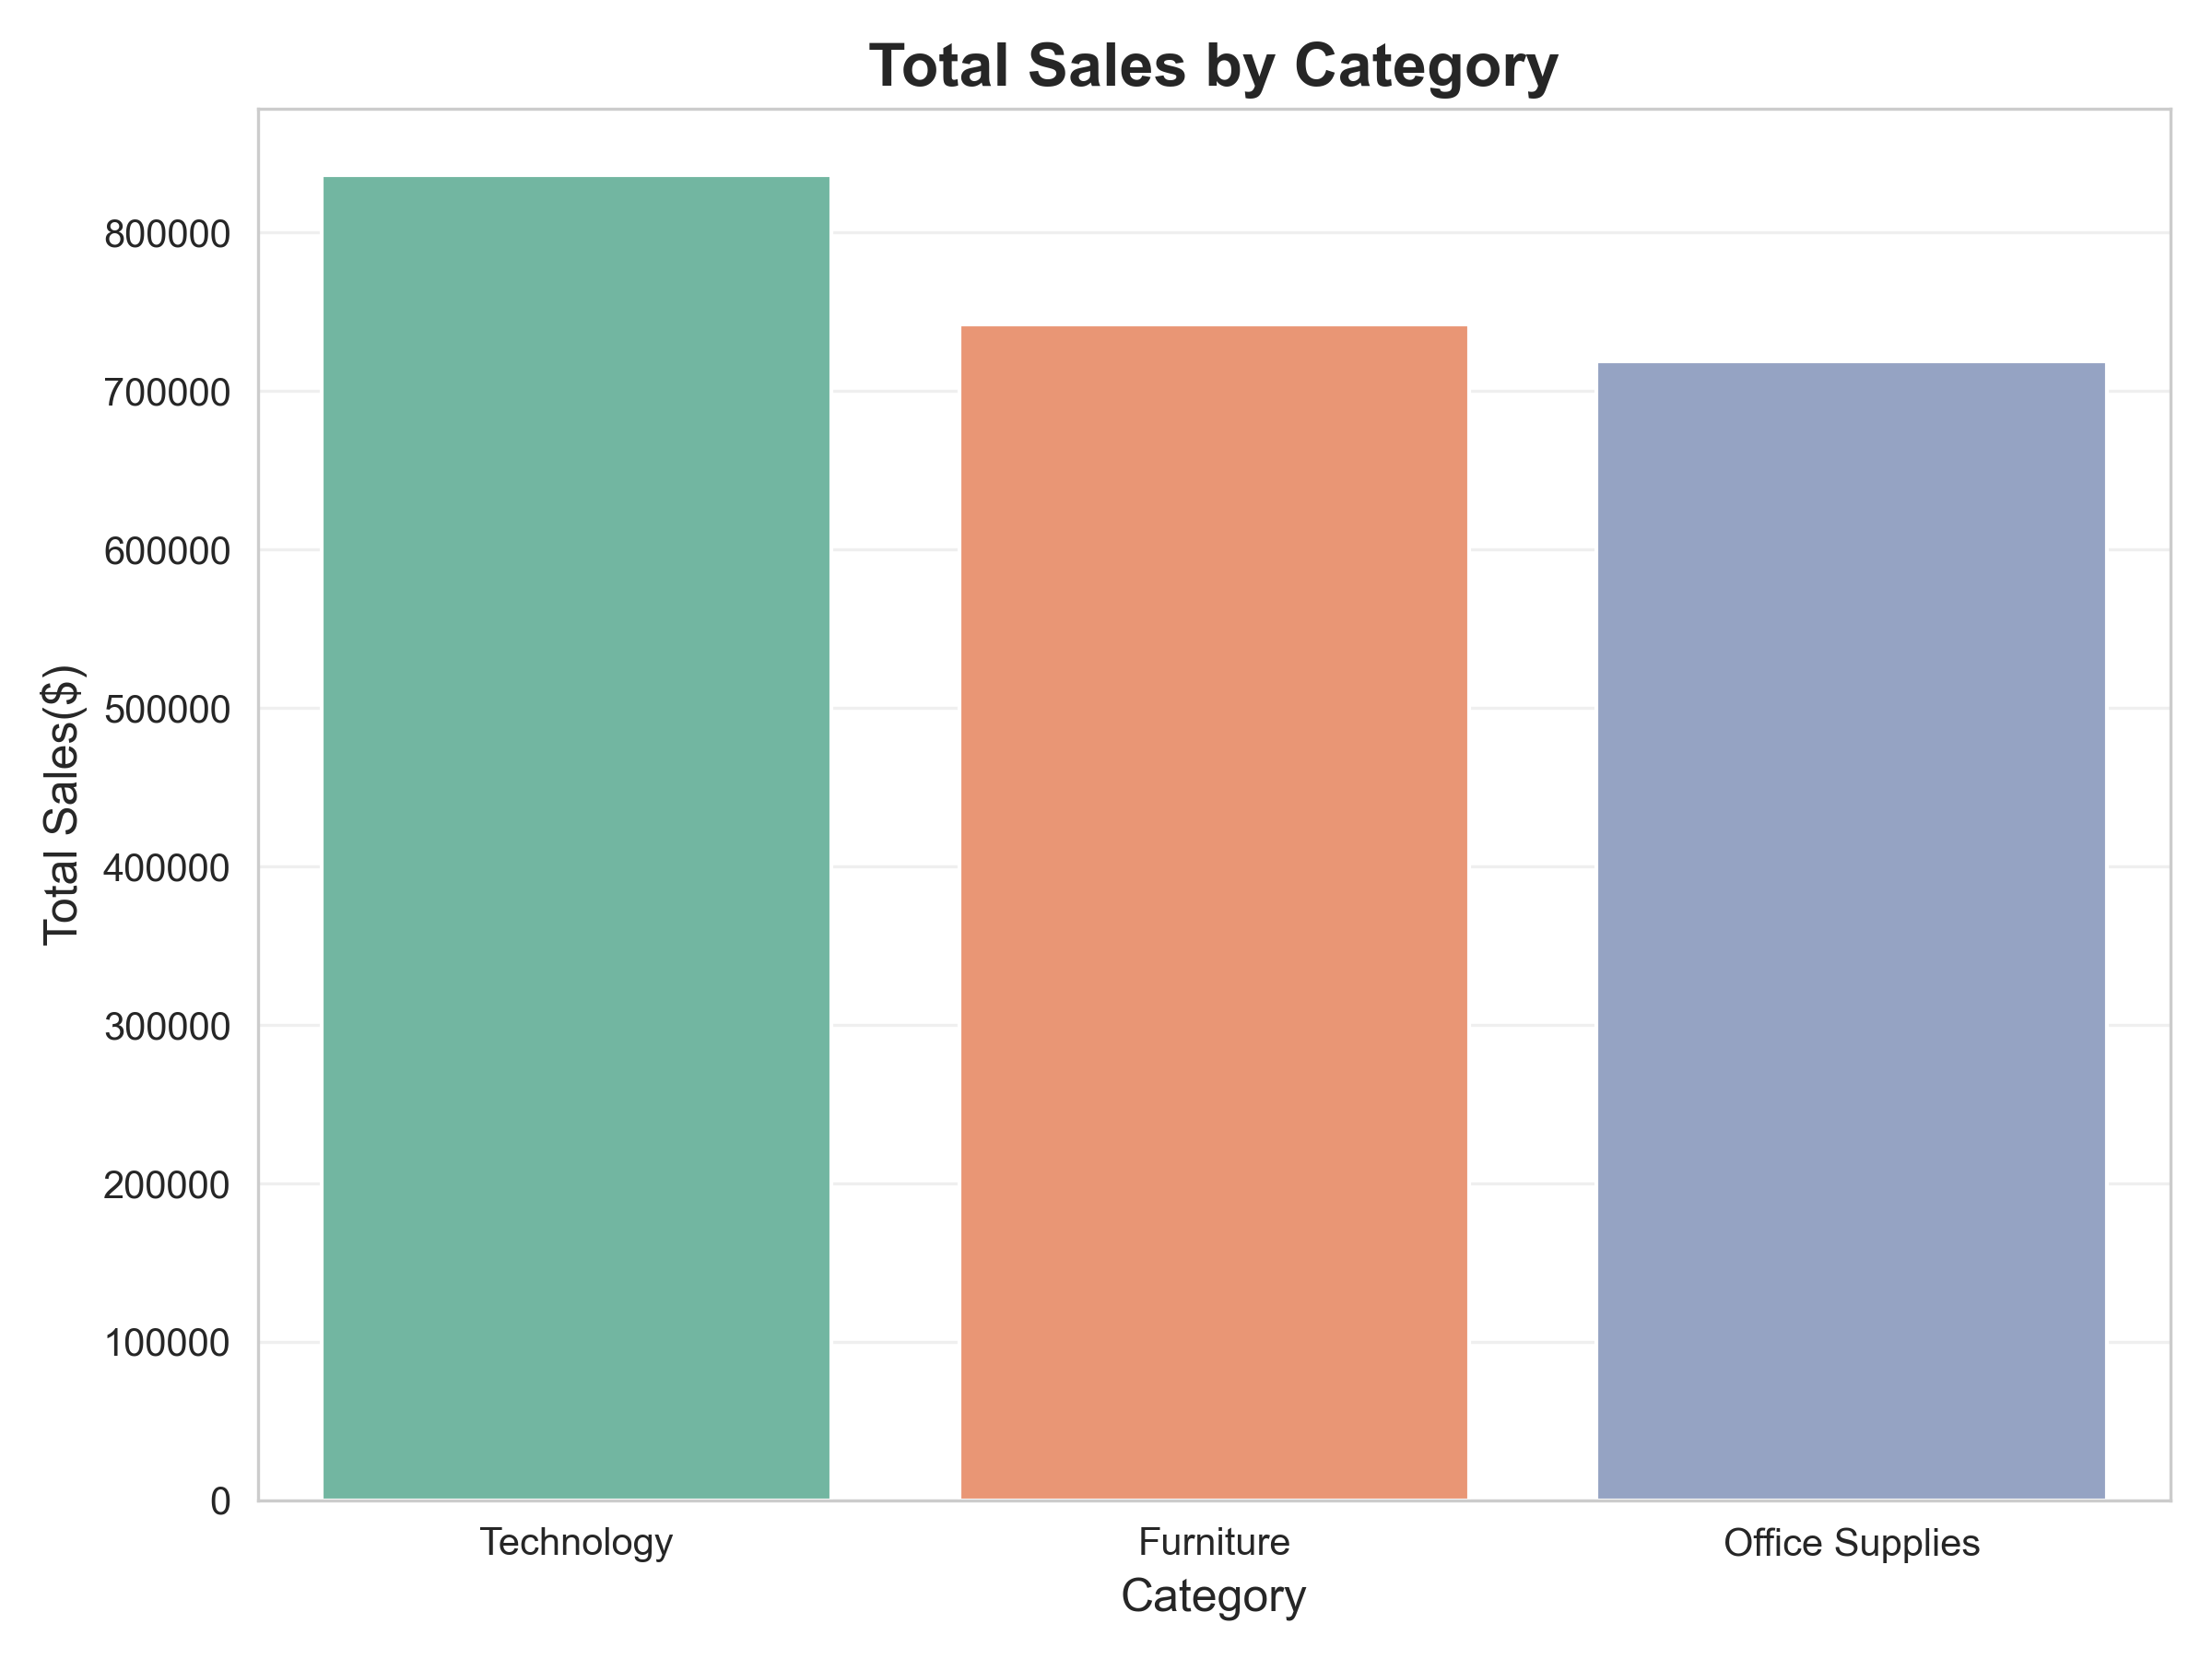 Total Sales by Category
Total Sales($)
800000
700000
600000
500000
400000
300000
200000
100000
0
Technology
Furniture
Office Supplies
Category